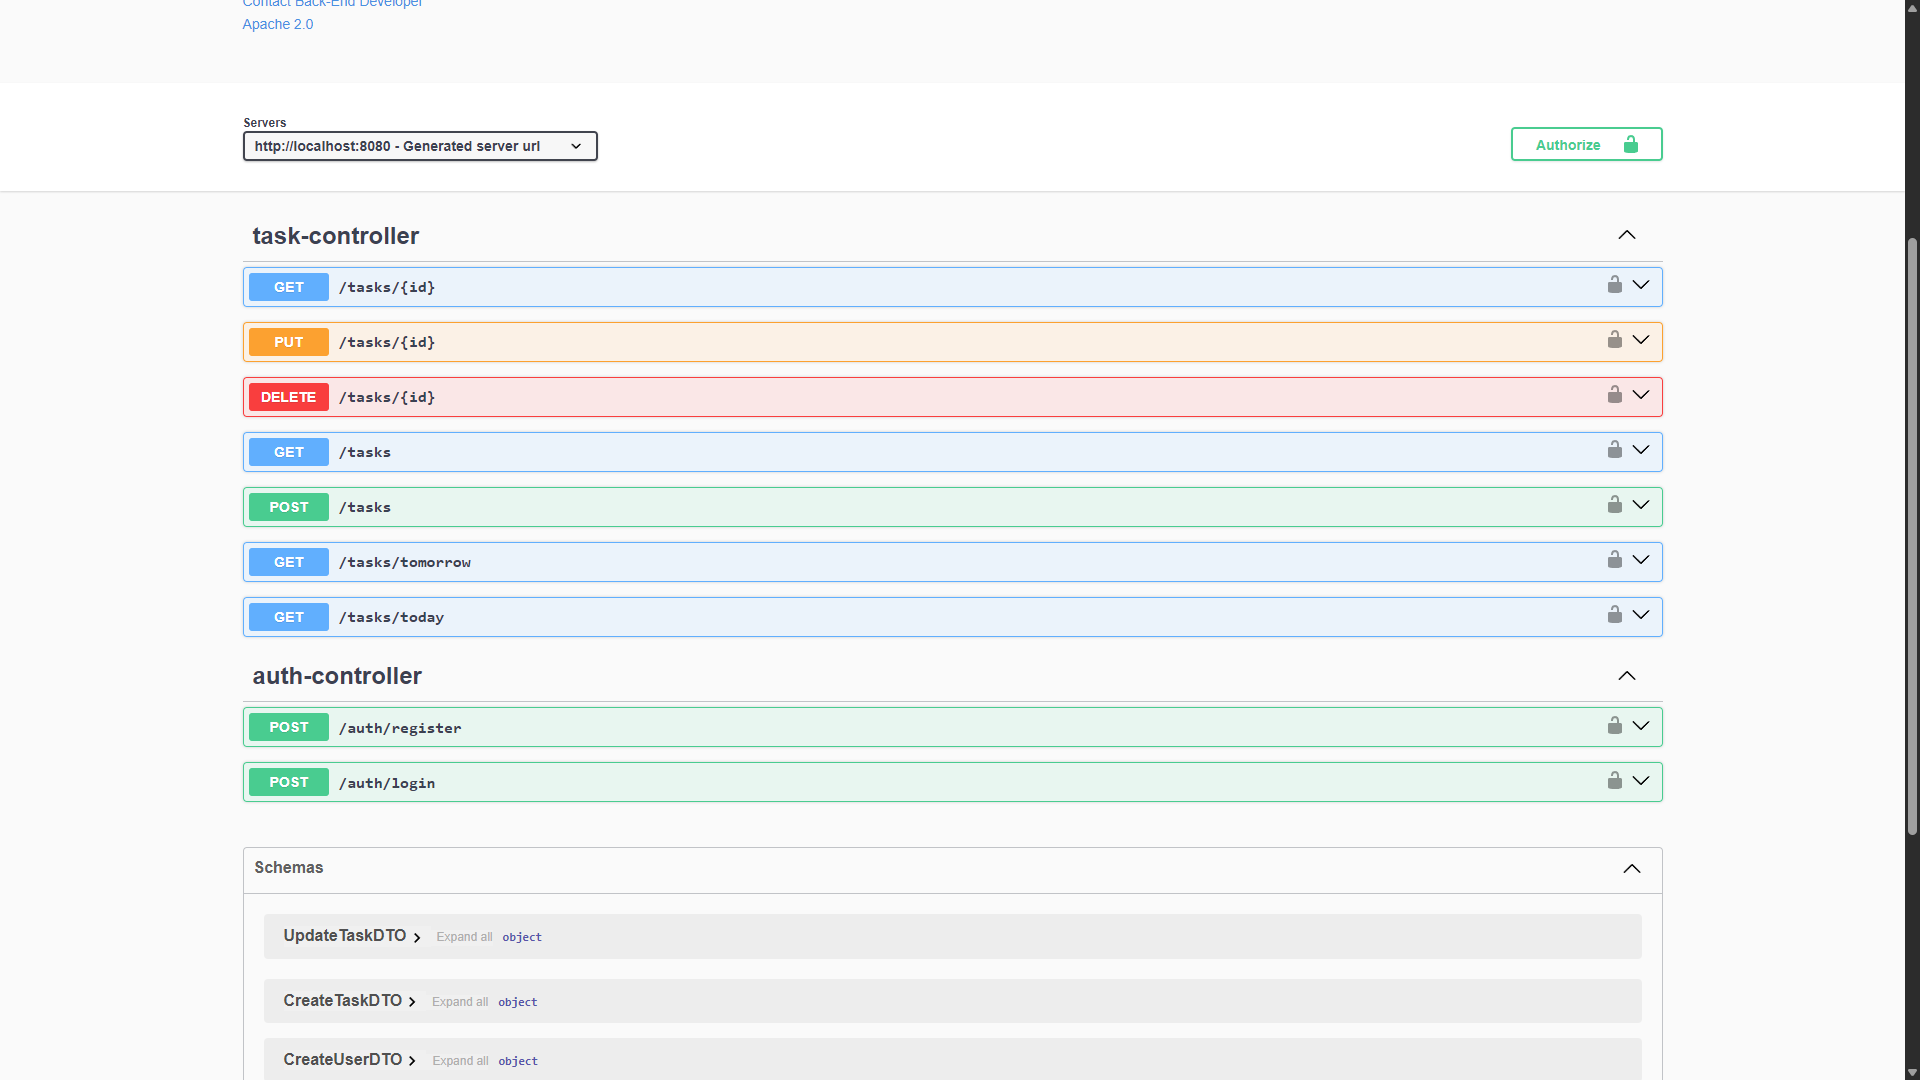 Contact Back-End Developer
Apache 2.0
Servers
http://localhost:8080 - Generated server url
Authorize
task-controller
GET /tasks/{id}
PUT /tasks/{id}
DELETE /tasks/{id}
GET /tasks
POST /tasks
GET /tasks/tomorrow
GET /tasks/today
auth-controller
POST /auth/register
POST /auth/login
Schemas
UpdateTaskDTO Expand all object
CreateTaskDTO Expand all object
CreateUserDTO Expand all object